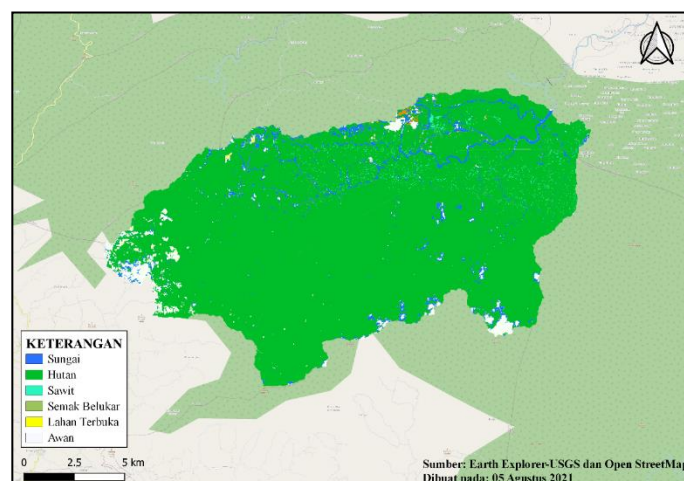 KETERANGAN
Sungai
Hutan
Sawit
Semak Belukar
Lahan Terbuka
Awan
0 2.5 5 km
Sumber: Earth Explorer-USGS dan Open StreetMap
Dibuat pada: 05 Agustus 2021